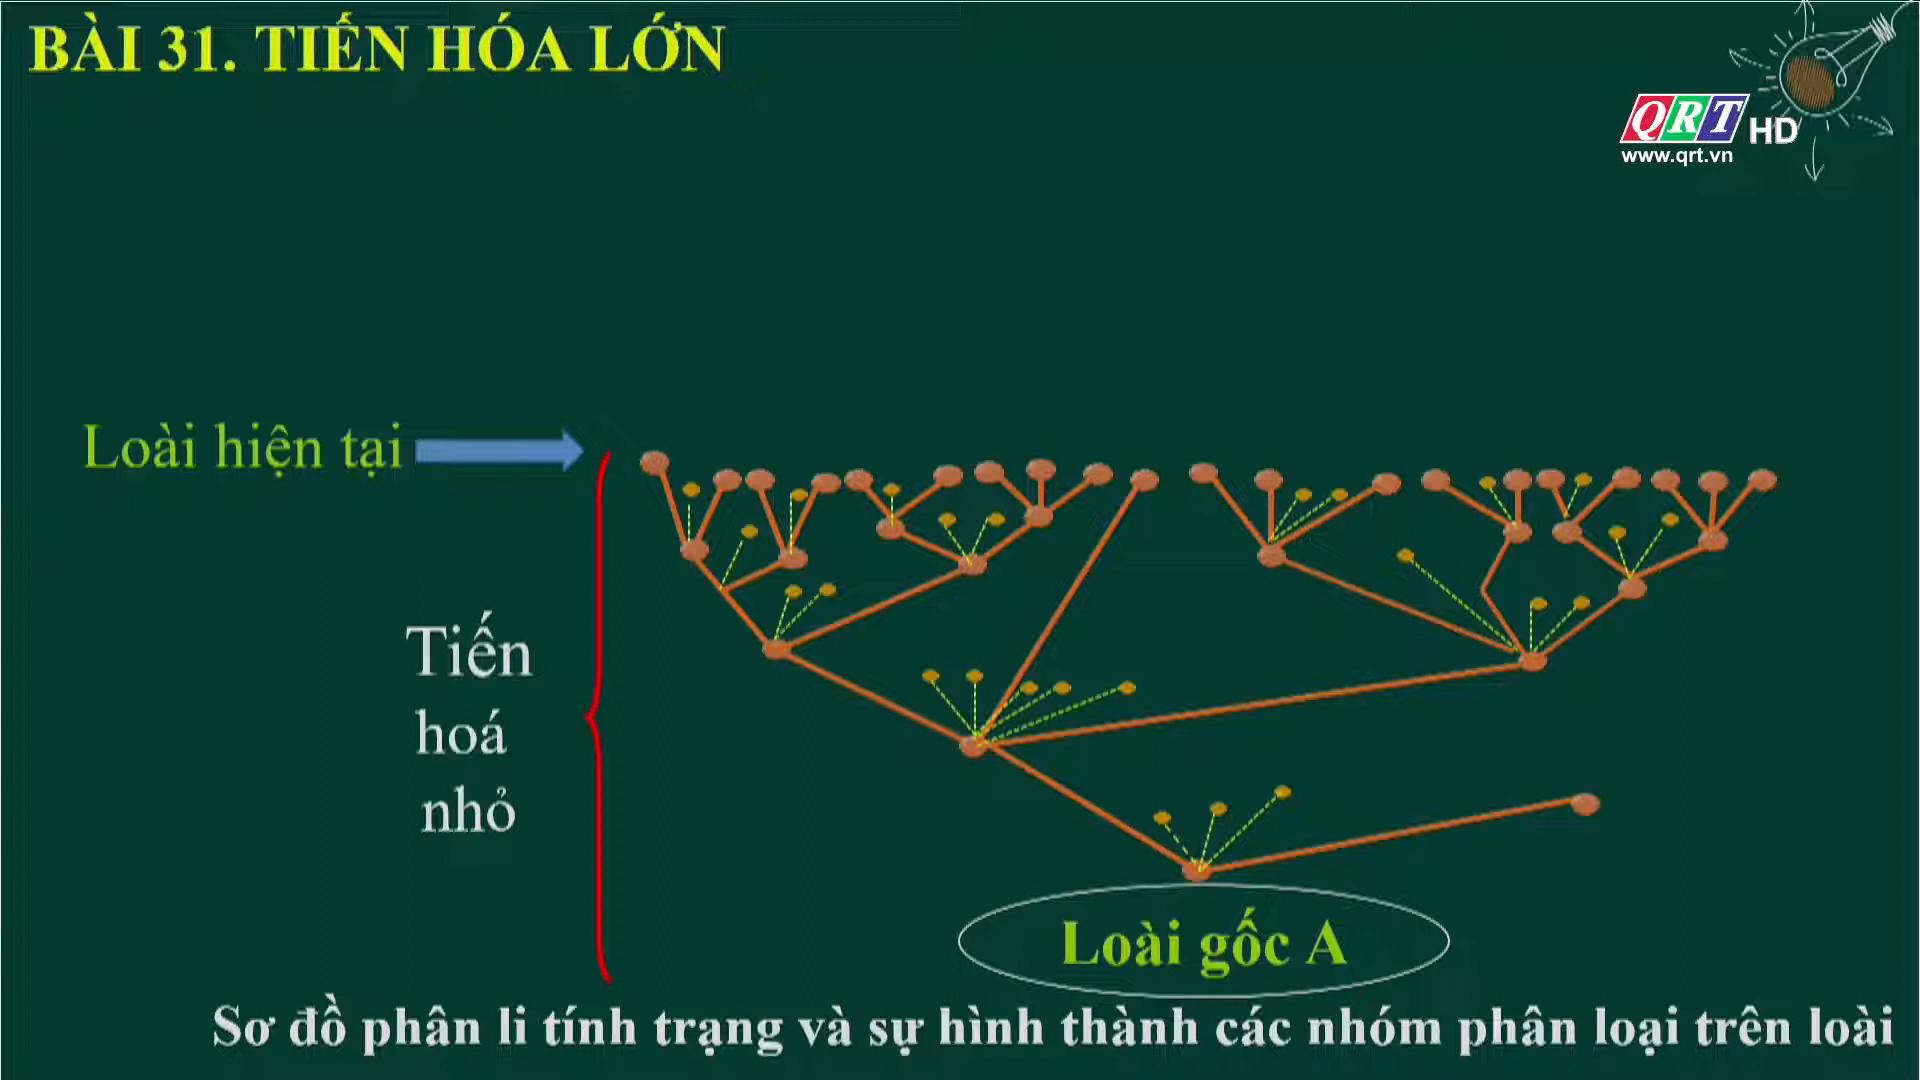 BÀI 31. TIẾN HÓA LỚN
QRT HD
www.qrt.vn
Loài hiện tại
Tiến
hoá
nhỏ
Loài gốc A
Sơ đồ phân li tính trạng và sự hình thành các nhóm phân loại trên loài